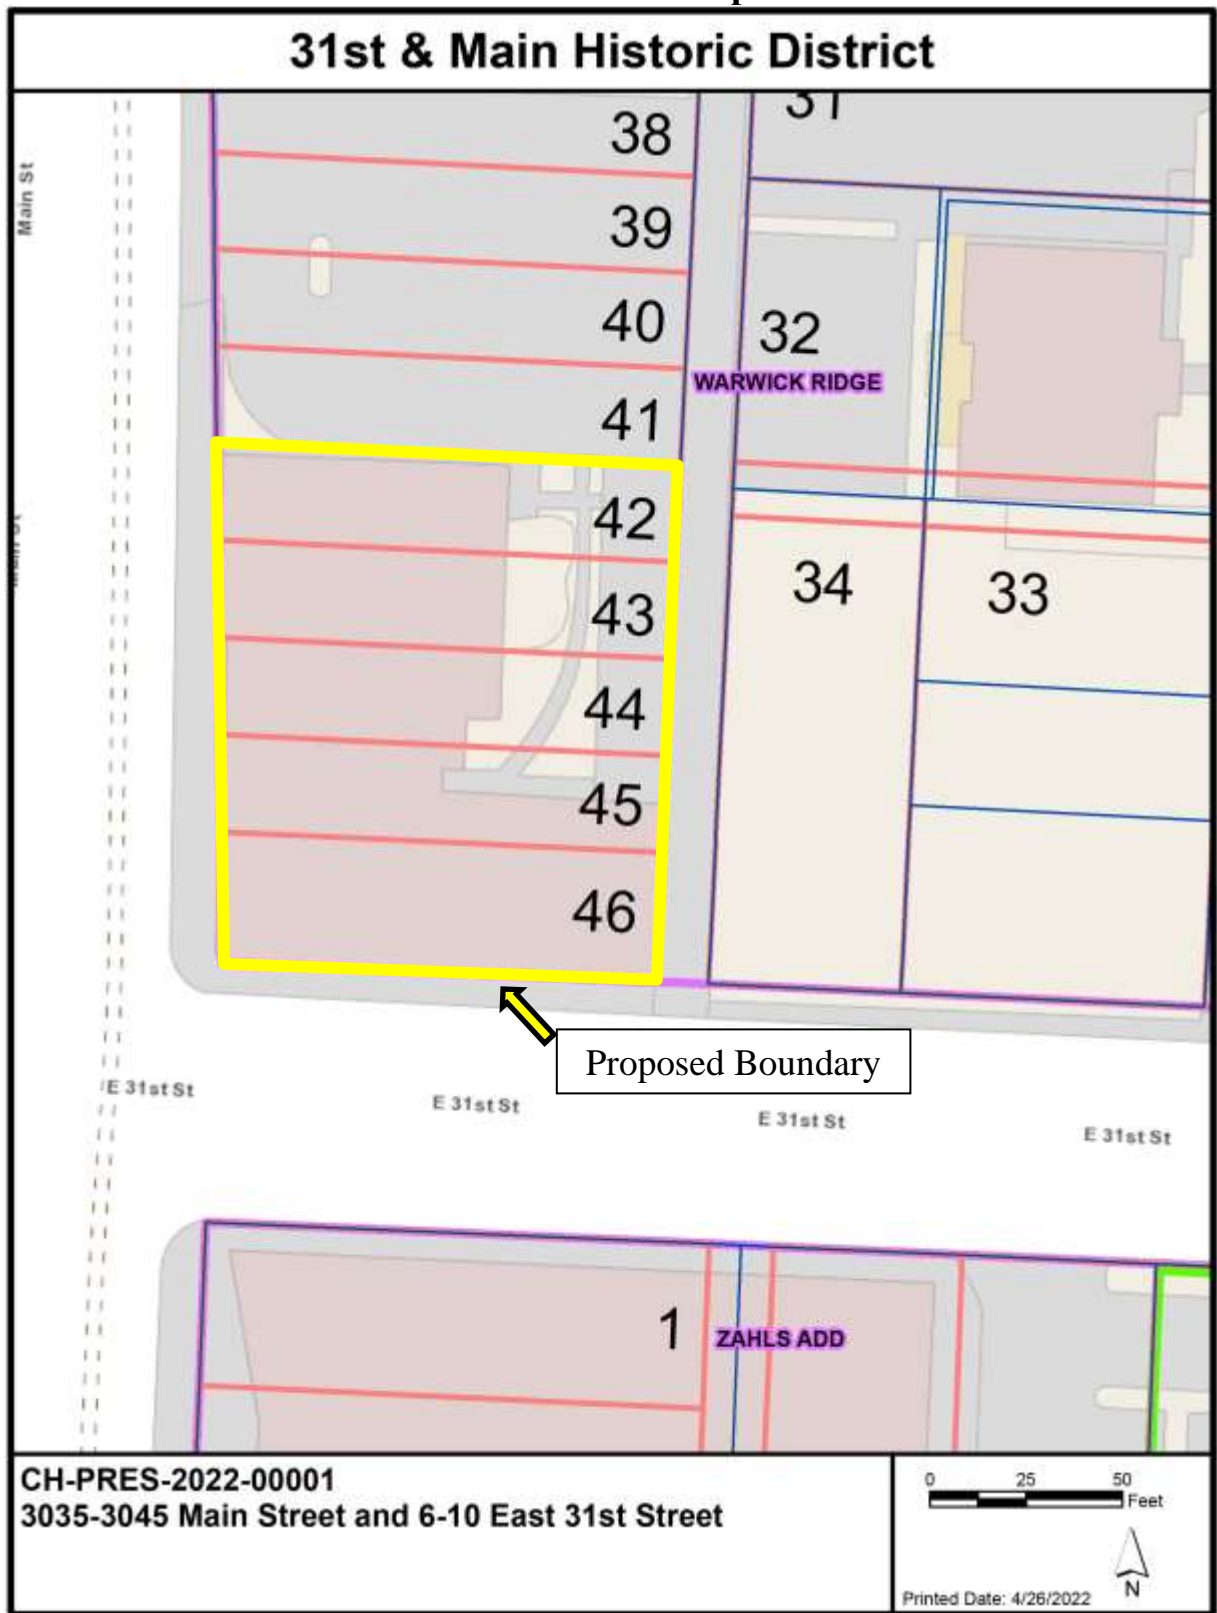 31st & Main Historic District
Main St
31
38
39
40
41
32
WARWICK RIDGE
42
43
44
45
46
34
33
Proposed Boundary
E 31st St
E 31st St
E 31st St
E 31st St
1
ZAHLS ADD
CH-PRES-2022-00001
3035-3045 Main Street and 6-10 East 31st Street
0 25 50
Feet
N
Printed Date: 4/26/2022